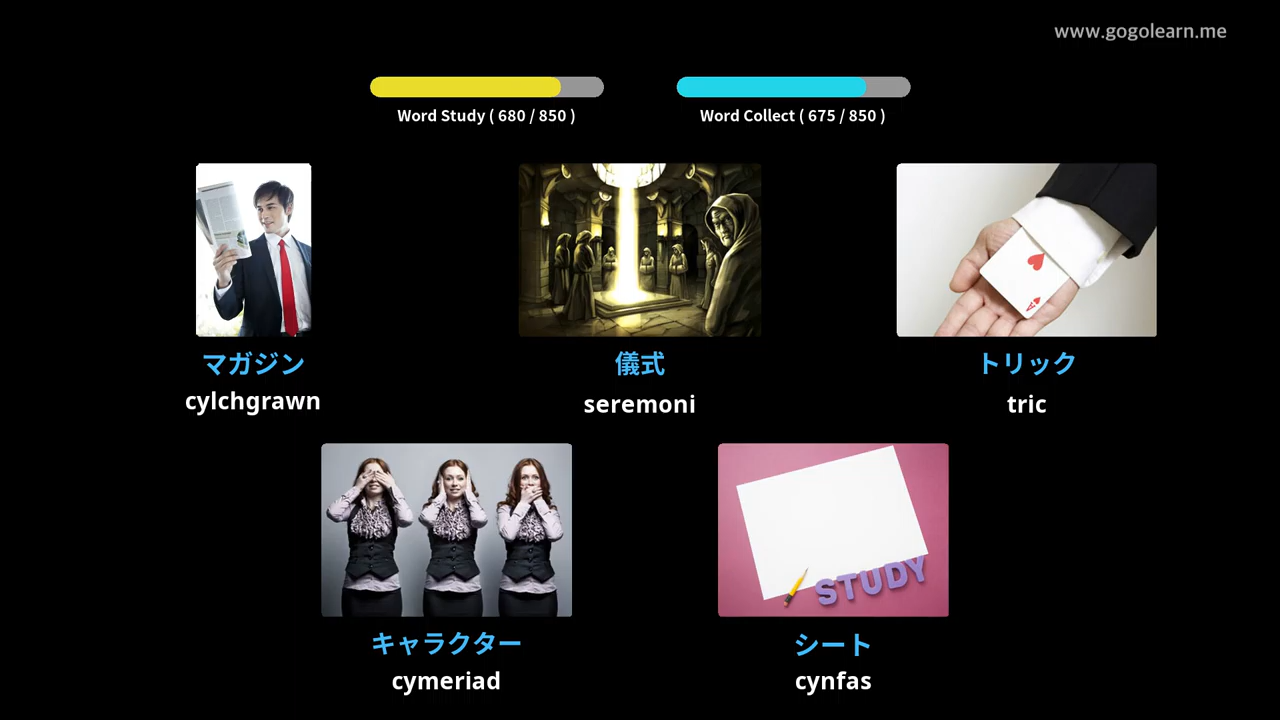 www.gogolearn.me
Word Study ( 680 / 850 )
Word Collect ( 675 / 850 )
マガジン
cylchgrawn
儀式
seremoni
トリック
tric
A
STUDY
キャラクター
cymeriad
シート
cynfas